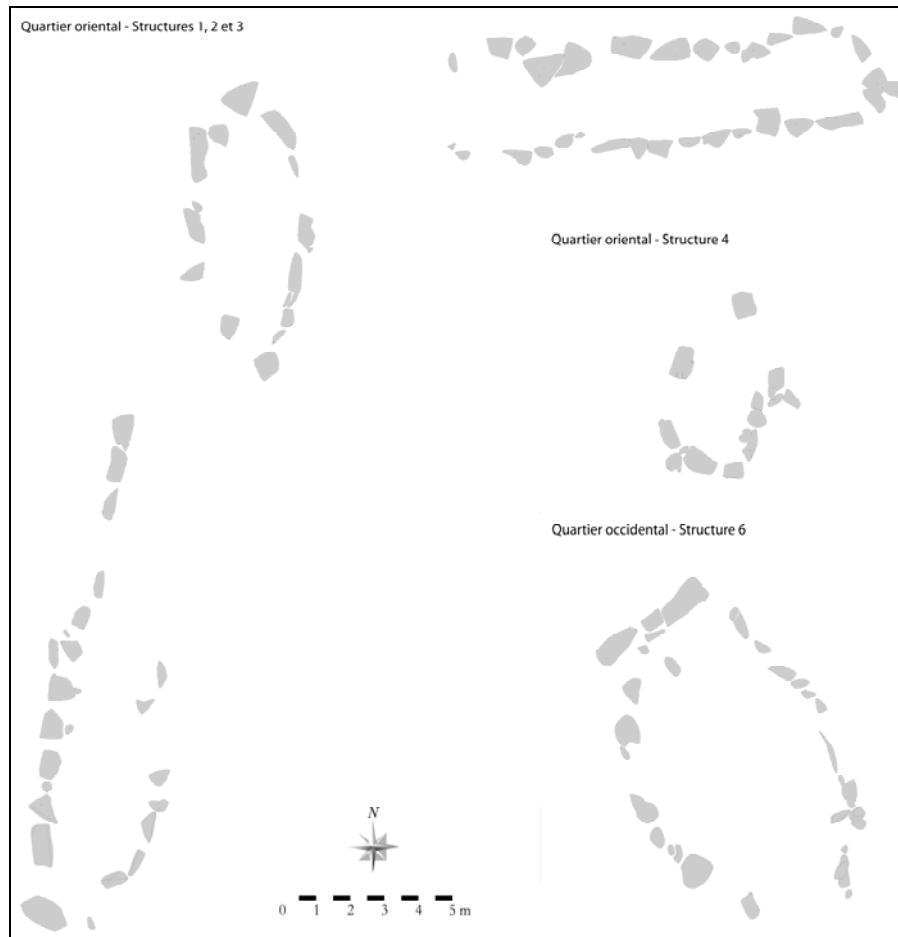 Quartier oriental - Structures 1, 2 et 3
Quartier oriental - Structure 4
Quartier occidental - Structure 6
N
0 1 2 3 4 5 m